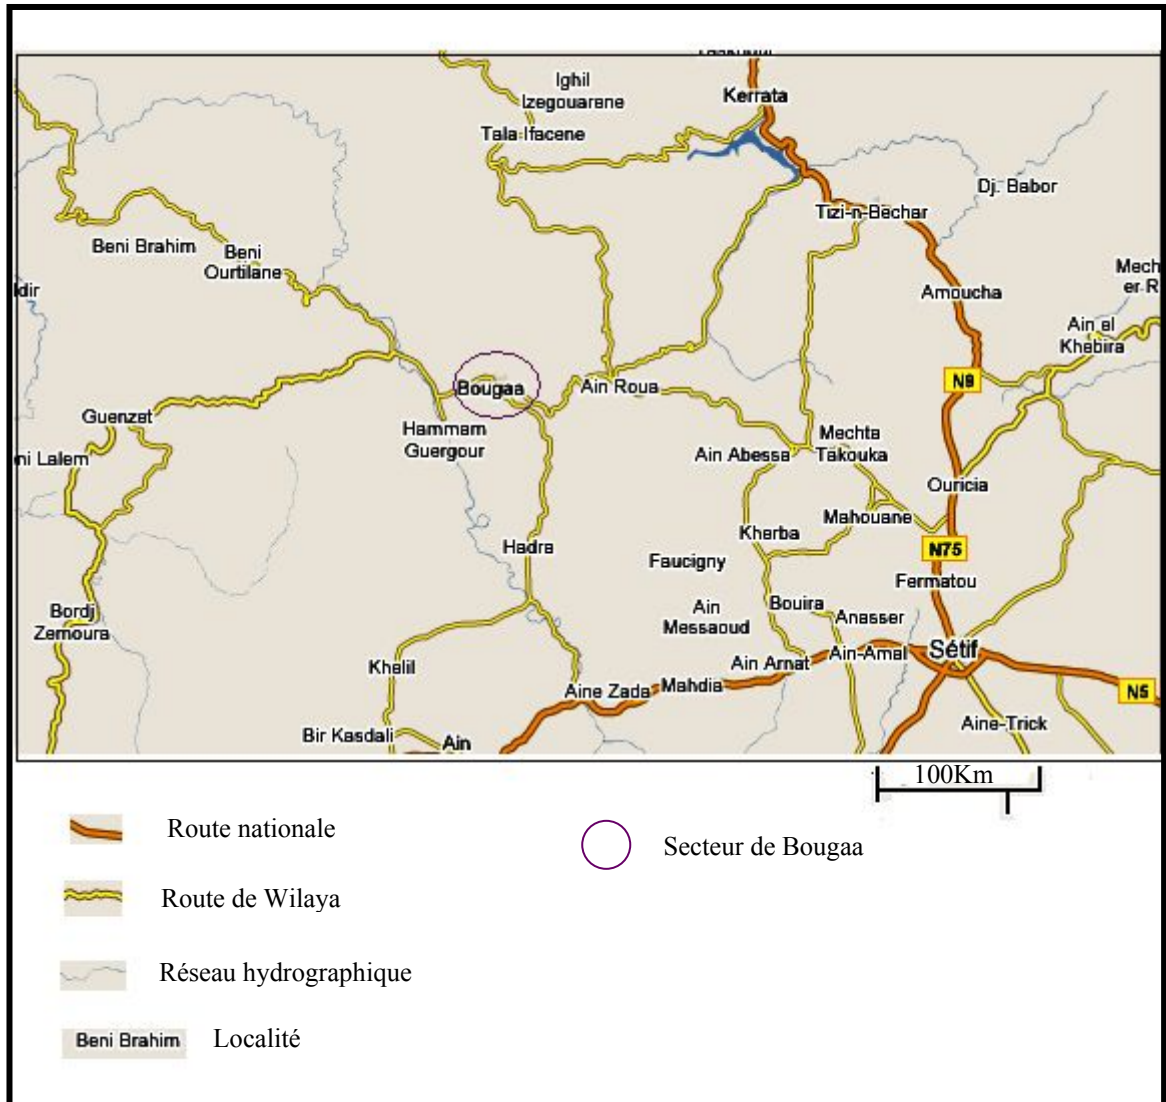 Ighil
Izegouarene
Kerrata
Tala Ifacene
Dj. Babor
Tizi-n-Bechar
Beni Brahim
Beni
Ourtilane
Amoucha
Mech
er R
Ain el
Khebira
N9
Bougaa
Ain Roua
Guenzet
Hammam
Guergour
ni Lalem
Ain Abessa
Mechta
Takouka
Ouricia
Mahouane
Kherba
Hadra
Faucigny
N75
Fermatou
Bordj
Zemoura
Ain
Messaoud
Bouira
Anasser
Khelil
Ain Arnat
Ain-Amal
Sétif
Aine Zada
Mahdia
N5
Bir Kasdali
Ain
Aine-Trick
100Km
Route nationale
Secteur de Bougaa
Route de Wilaya
Réseau hydrographique
Beni Brahim
Localité